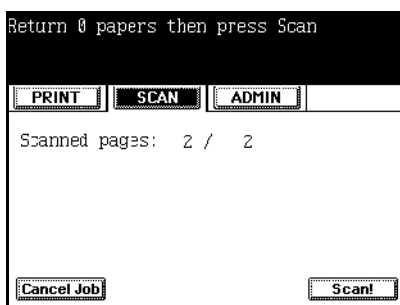 Return 0 papers then press Scan
PRINT SCAN ADMIN
Scanned pages: 2 / 2
Cancel Job Scan!